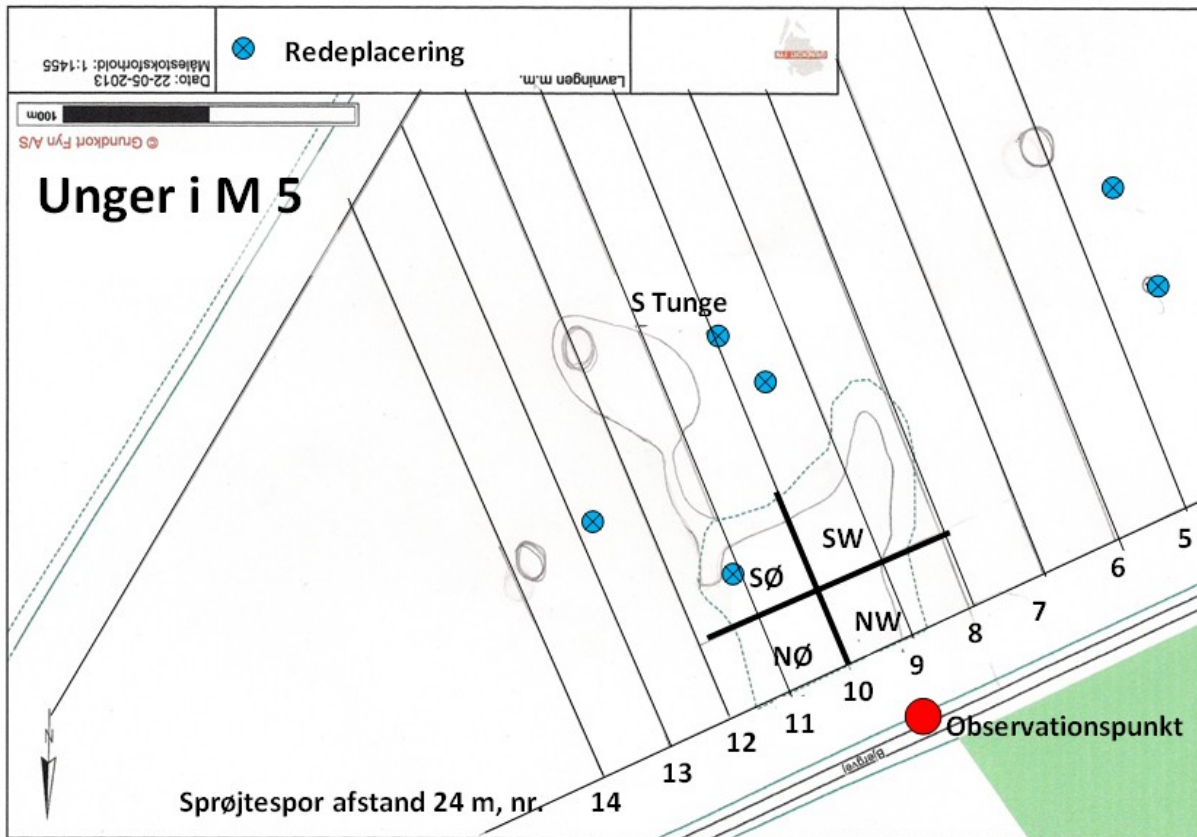 Redeplacering
Målestoksforhold: 1:1455
Dato: 22-05-2013
Lavningen m.m.
100m
© Grundkort Fyn A/S
Unger i M 5
S Tunge
SW
SØ
NW
NØ
5
6
7
8
9
10
11
12
13
14
Observationspunkt
Bjergvej
N
Sprøjtespor afstand 24 m, nr.